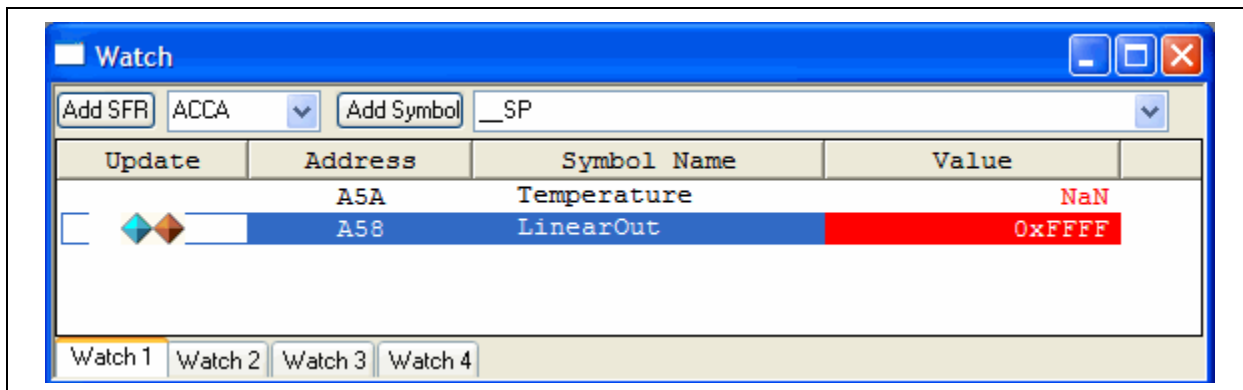 Watch
Add SFR ACCA Add Symbol __SP
Update Address Symbol Name Value
A5A Temperature NaN
A58 LinearOut 0xFFFF
Watch 1 Watch 2 Watch 3 Watch 4